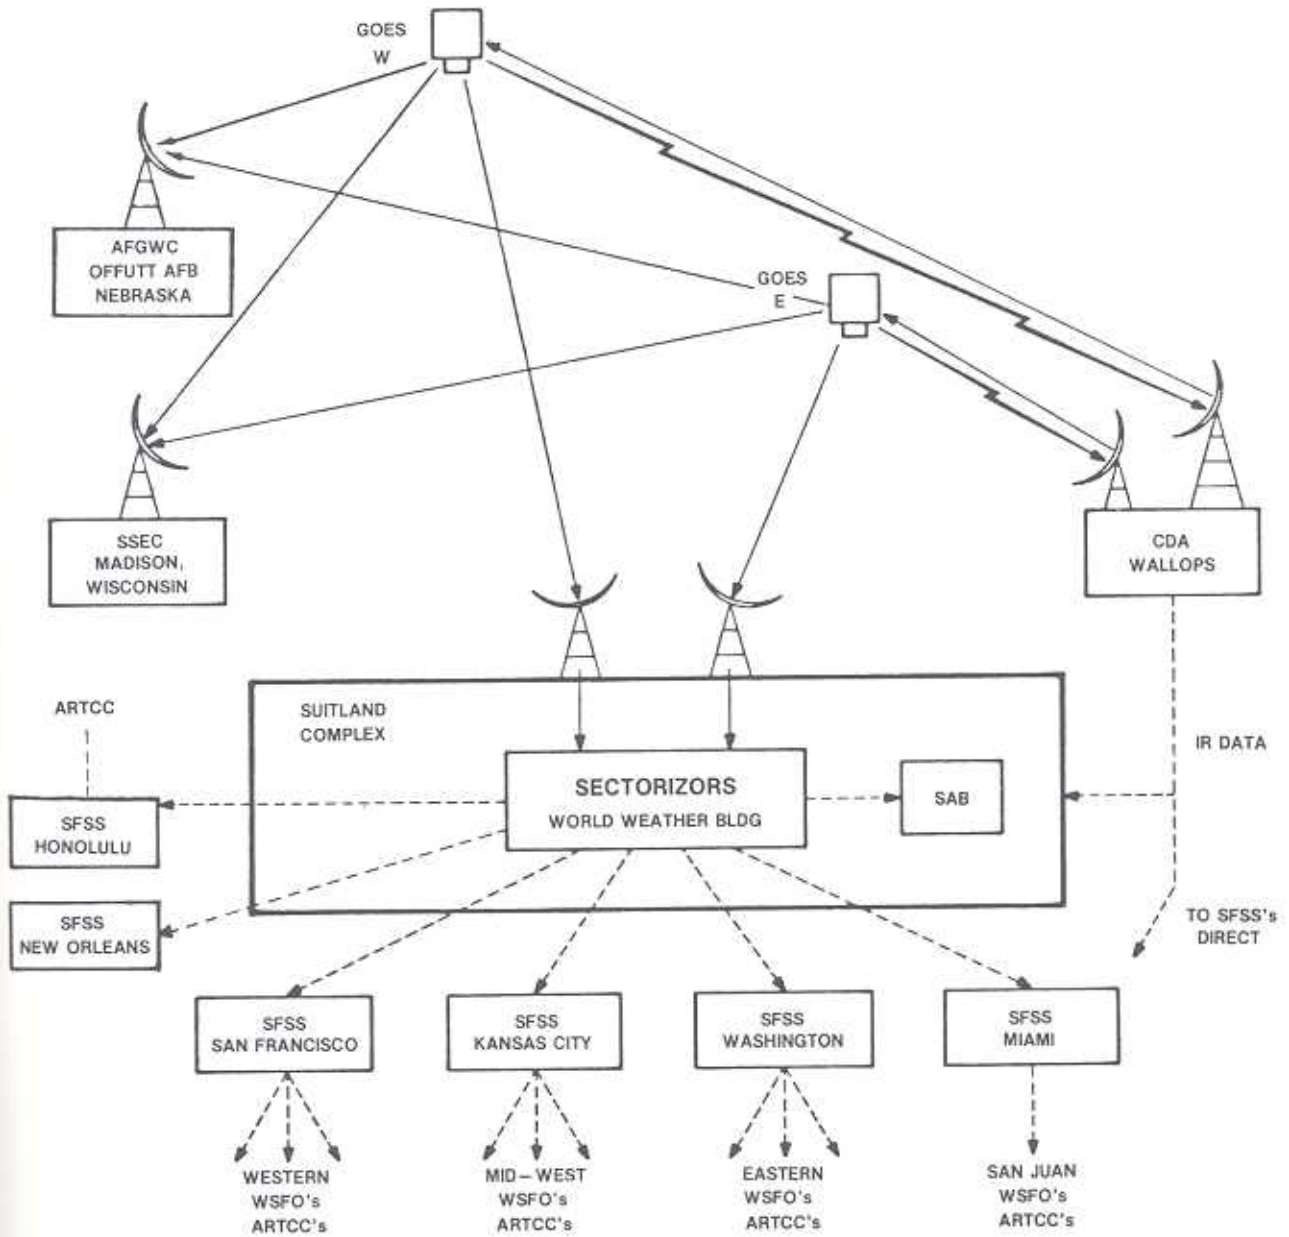 GOES
W
AFGWC
OFFUTT AFB
NEBRASKA
GOES
E
SSEC
MADISON,
WISCONSIN
CDA
WALLOPS
SUITLAND
COMPLEX
ARTCC
IR DATA
SECTORIZORS
WORLD WEATHER BLDG
SAB
SFSS
HONOLULU
SFSS
NEW ORLEANS
TO SFSS's
DIRECT
SFSS
SAN FRANCISCO
SFSS
KANSAS CITY
SFSS
WASHINGTON
SFSS
MIAMI
WESTERN
WSFO's
ARTCC's
MID-WEST
WSFO's
ARTCC's
EASTERN
WSFO's
ARTCC's
SAN JUAN
WSFO's
ARTCC's